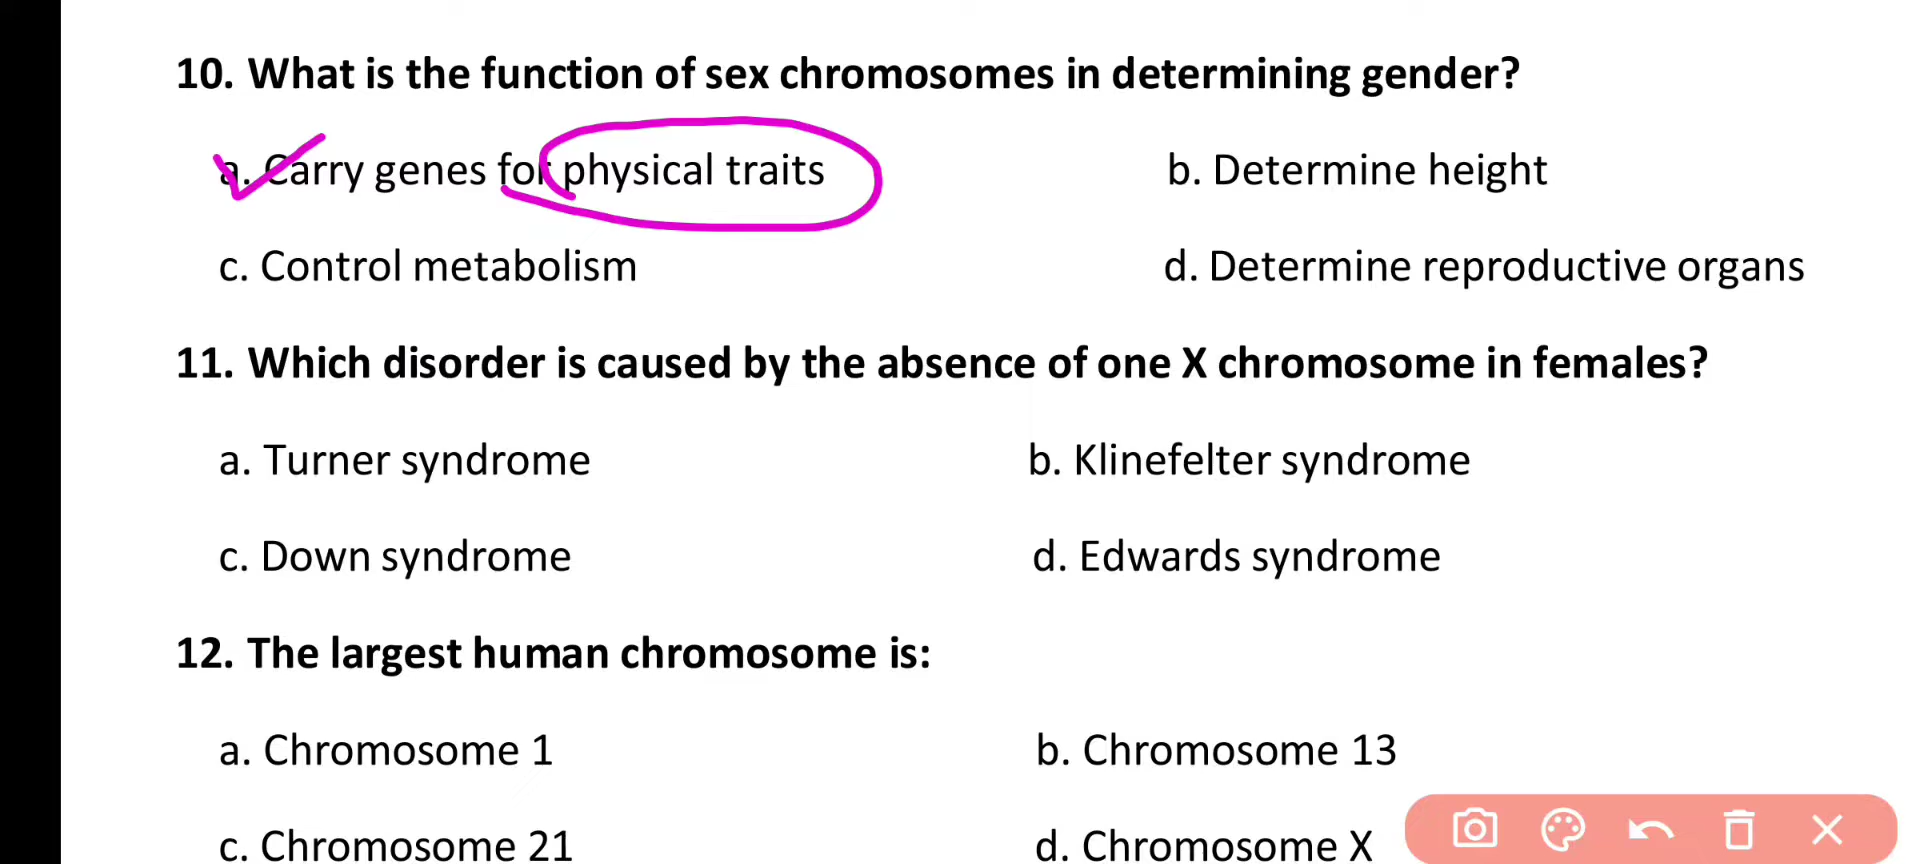 10. What is the function of sex chromosomes in determining gender?
a. Carry genes for physical traits b. Determine height
c. Control metabolism d. Determine reproductive organs
11. Which disorder is caused by the absence of one X chromosome in females?
a. Turner syndrome b. Klinefelter syndrome
c. Down syndrome d. Edwards syndrome
12. The largest human chromosome is:
a. Chromosome 1 b. Chromosome 13
c. Chromosome 21 d. Chromosome X